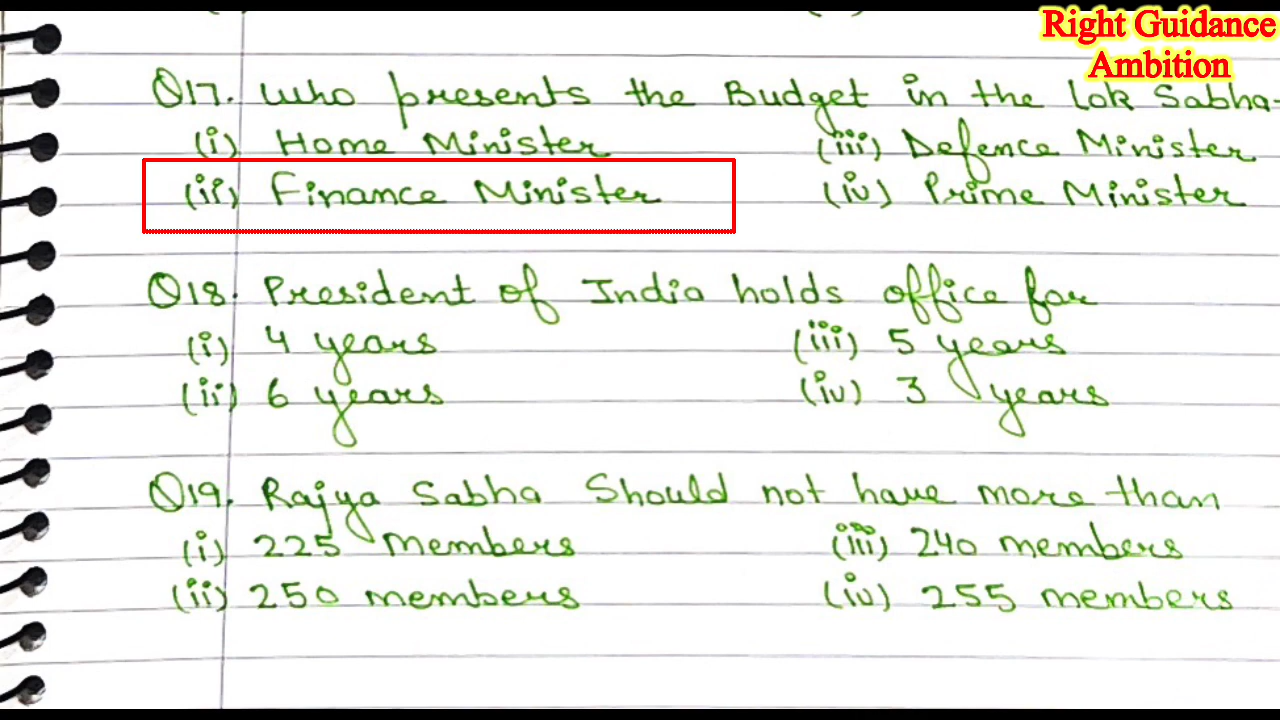 Right Guidance
Ambition
Q17. Who presents the Budget in the Lok Sabha.
(i) Home Minister (iii) Defence Minister
(ii) Finance Minister (iv) Prime Minister
Q18. President of India holds office for
(i) 4 years (iii) 5 years
(ii) 6 years (iv) 3 years
Q19. Rajya Sabha Should not have more than
(i) 225 members (iii) 240 members
(ii) 250 members (iv) 255 members